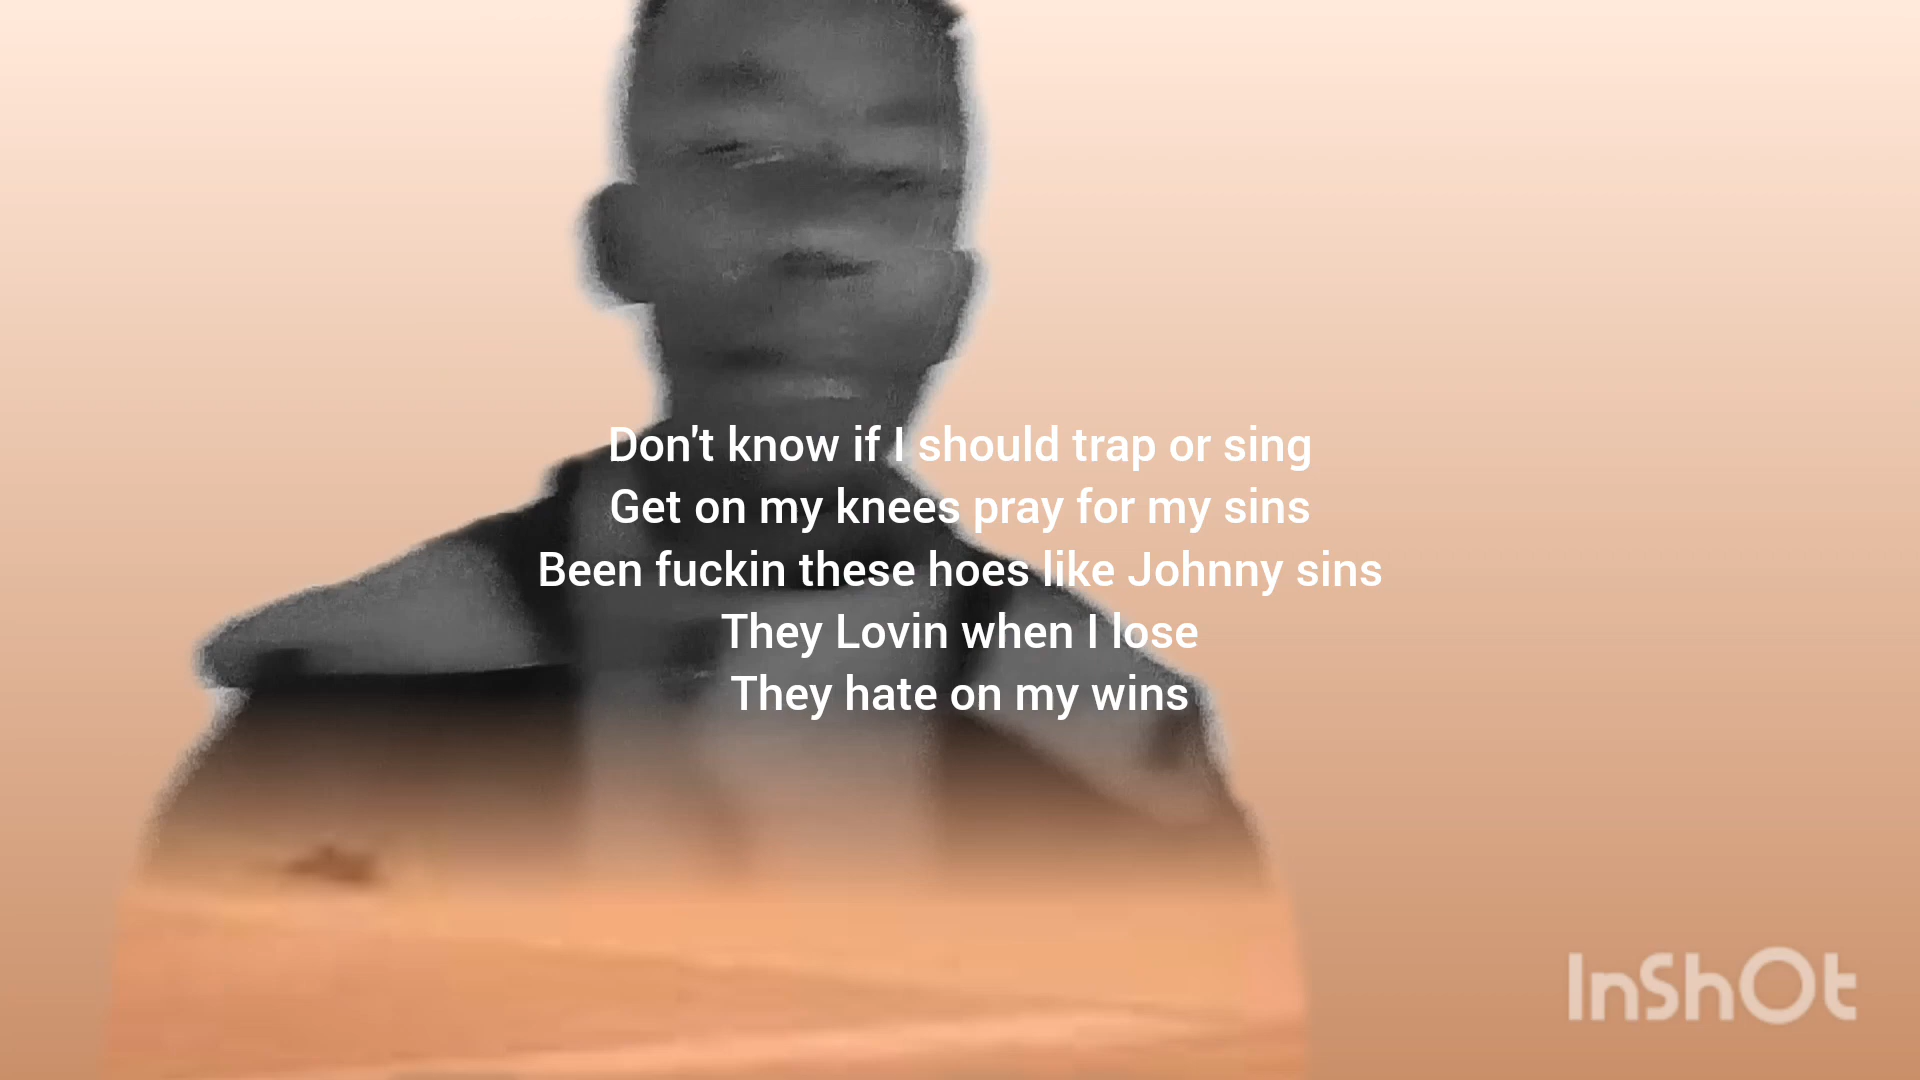 Don't know if I should trap or sing
Get on my knees pray for my sins
Been fuckin these hoes like Johnny sins
They Lovin when I lose
They hate on my wins
InShOt